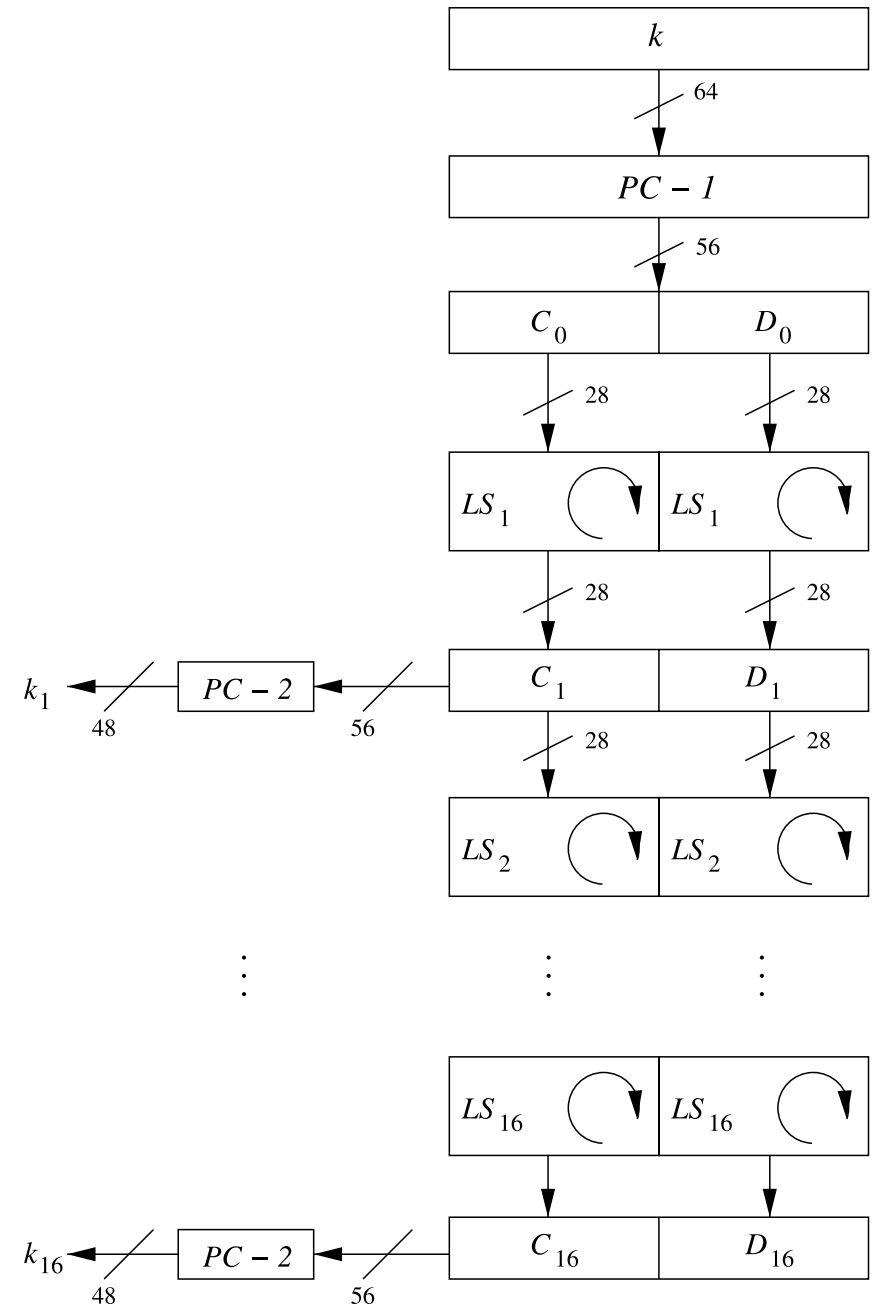 k
64
PC – 1
56
C0 D0
28 28
LS1 LS1
28 28
k1 48 PC – 2 56 C1 D1
28 28
LS2 LS2
⋮ ⋮ ⋮
LS16 LS16
k16 48 PC – 2 56 C16 D16